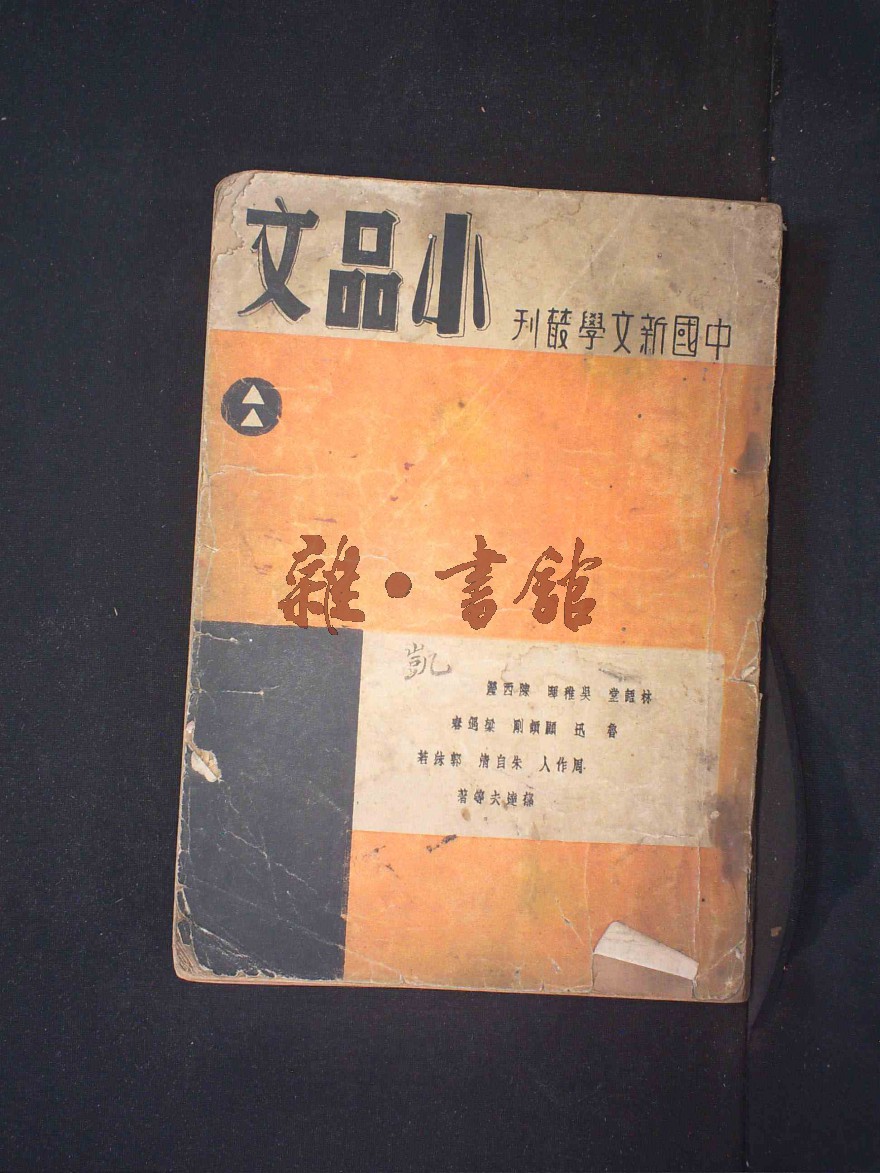 小品文
中國新文學叢刊
雜·書舘
凱
林語堂 吳稚暉 陳西瀅
魯迅 顧頡剛 梁遇春
周作人 朱自清 郭沫若
郁達夫等著